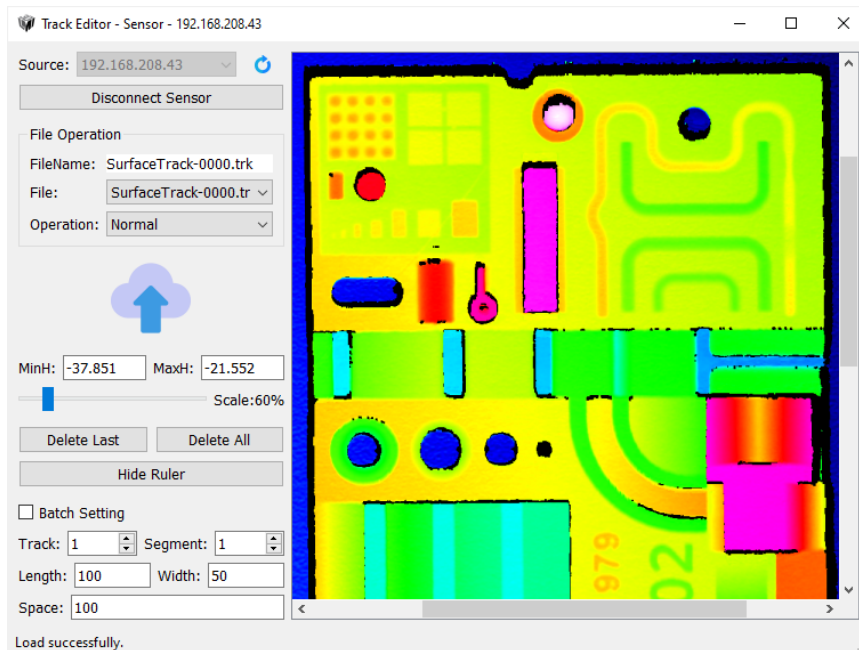 Track Editor - Sensor - 192.168.208.43
Source: 192.168.208.43
Disconnect Sensor
File Operation
FileName: SurfaceTrack-0000.trk
File: SurfaceTrack-0000.tr
Operation: Normal
MinH: -37.851 MaxH: -21.552
Scale:60%
Delete Last Delete All
Hide Ruler
Batch Setting
Track: 1 Segment: 1
Length: 100 Width: 50
Space: 100
Load successfully.
979
02